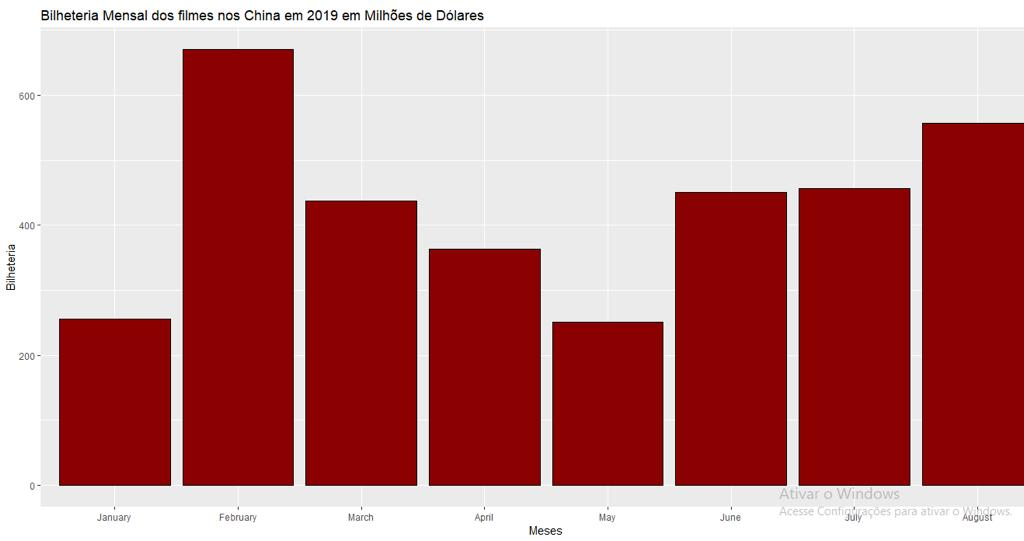 Bilheteria Mensal dos filmes nos China em 2019 em Milhões de Dólares
600
400
200
0
Bilheteria
January February March April May June July August
Meses
Ativar o Windows
Acesse Configurações para ativar o Windows.